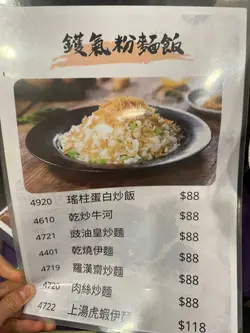 鑊氣粉麵飯
4920 瑤柱蛋白炒飯 $88
4610 乾炒牛河 $88
4721 豉油皇炒麵 $88
4401 乾燒伊麵 $88
4719 羅漢齋炒麵 $88
4720 肉絲炒麵 $88
4722 上湯虎蝦伊麵 $118